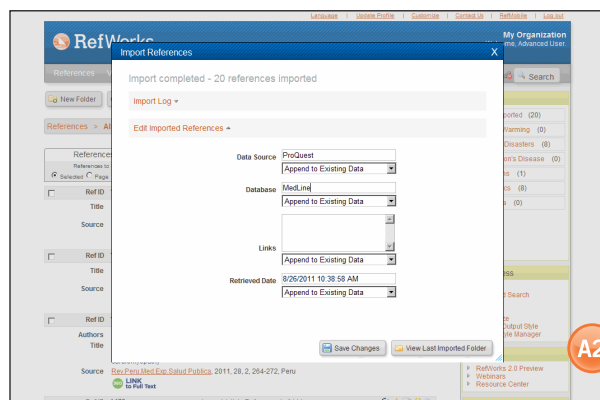 Language | Update Profile | Customize | Contact Us | RefMobile | Log out
RefWorks
My Organization
me, Advanced User.
Import References X
References V
Search
Import completed - 20 references imported
New Folder
Import Log
ported (20)
References > Al
Edit Imported References
Warming (0)
Disasters (8)
References
Data Source ProQuest
on's Disease (0)
References to
Append to Existing Data
ns (1)
Selected Page
Database MedLine
cs (8)
Ref ID
Append to Existing Data
s (0)
Title
Source
Links
Ref ID
Append to Existing Data
Title
Retrieved Date 8/26/2011 10:38:58 AM
ess
Source
Append to Existing Data
d Search
Ref ID
ze
Authors
Output Style
Title
Save Changes View Last Imported Folder
yle Manager
A2
Source Rev.Peru.Med.Exp.Salud Publica, 2011, 28, 2, 264-272, Peru
RefWorks 2.0 Preview
LINK
Webinars
to Full Text
Resource Center